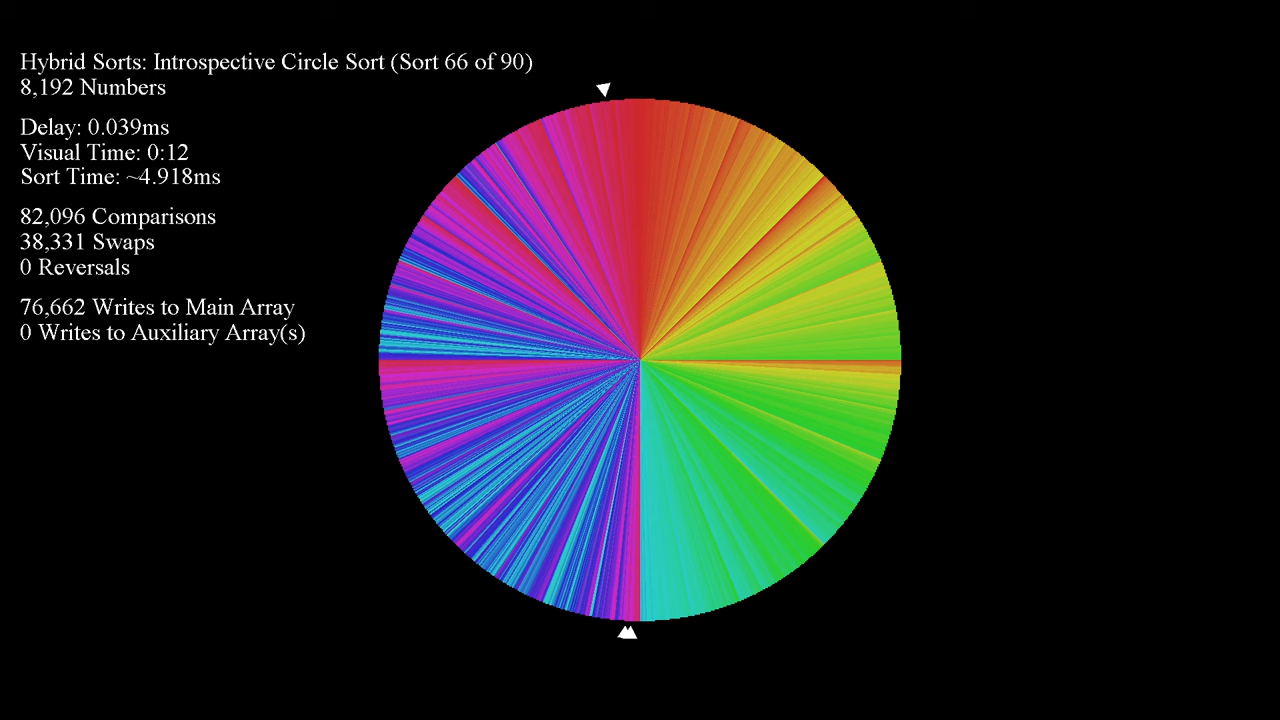 Hybrid Sorts: Introspective Circle Sort (Sort 66 of 90)
8,192 Numbers
Delay: 0.039ms
Visual Time: 0:12
Sort Time: ~4.918ms
82,096 Comparisons
38,331 Swaps
0 Reversals
76,662 Writes to Main Array
0 Writes to Auxiliary Array(s)